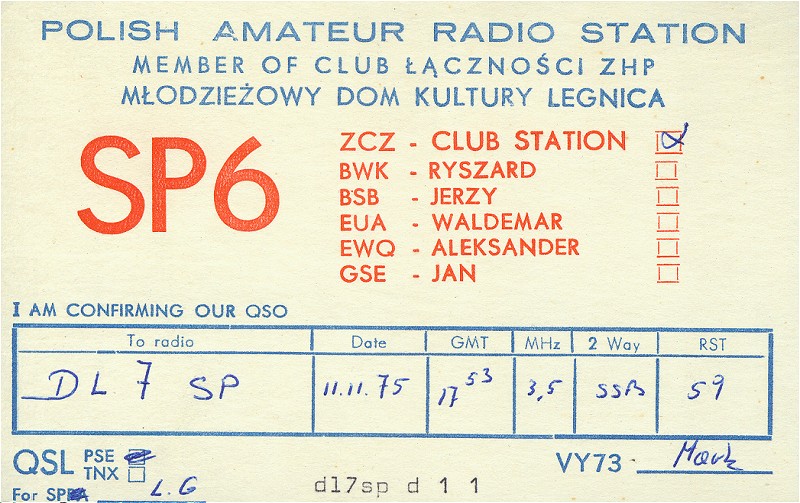 POLISH AMATEUR RADIO STATION
MEMBER OF CLUB ŁĄCZNOŚCI ZHP
MŁODZIEŻOWY DOM KULTURY LEGNICA
SP6
ZCZ - CLUB STATION
BWK - RYSZARD
BSB - JERZY
EUA - WALDEMAR
EWQ - ALEKSANDER
GSE - JAN
I AM CONFIRMING OUR QSO
To radio Date GMT MHz 2 Way RST
DL 7 SP 11.11.75 17 53 3,5 SSB 59
QSL PSE
TNX
VY73 - Mark
For SP L.G
dl7sp d 1 1